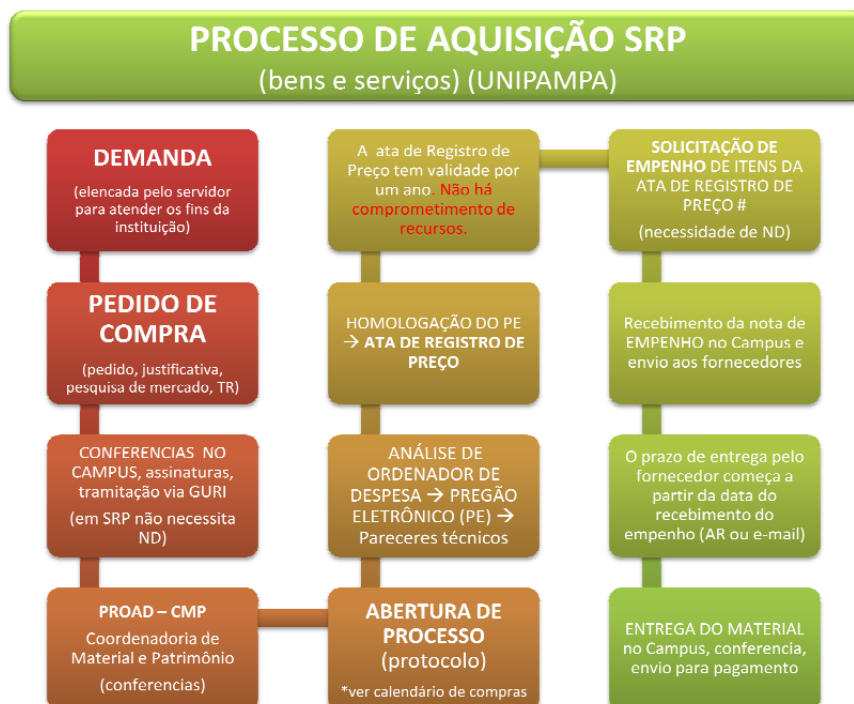 PROCESSO DE AQUISIÇÃO SRP
(bens e serviços) (UNIPAMPA)
DEMANDA
(elencada pelo servidor
para atender os fins da
instituição)
PEDIDO DE
COMPRA
(pedido, justificativa,
pesquisa de mercado, TR)
CONFERENCIAS NO
CAMPUS, assinaturas,
tramitação via GURI
(em SRP não necessita
ND)
PROAD – CMP
Coordenadoria de
Material e Patrimônio
(conferencias)
ABERTURA DE
PROCESSO
(protocolo)
*ver calendário de compras
ANÁLISE DE
ORDENADOR DE
DESPESA → PREGÃO
ELETRÔNICO (PE) →
Pareceres técnicos
HOMOLOGAÇÃO DO PE
→ ATA DE REGISTRO DE
PREÇO
A ata de Registro de
Preço tem validade por
um ano. Não há
comprometimento de
recursos.
SOLICITAÇÃO DE
EMPENHO DE ITENS DA
ATA DE REGISTRO DE
PREÇO #
(necessidade de ND)
Recebimento da nota de
EMPENHO no Campus e
envio aos fornecedores
O prazo de entrega pelo
fornecedor começa a
partir da data do
recebimento do
empenho (AR ou e-mail)
ENTREGA DO MATERIAL
no Campus, conferencia,
envio para pagamento